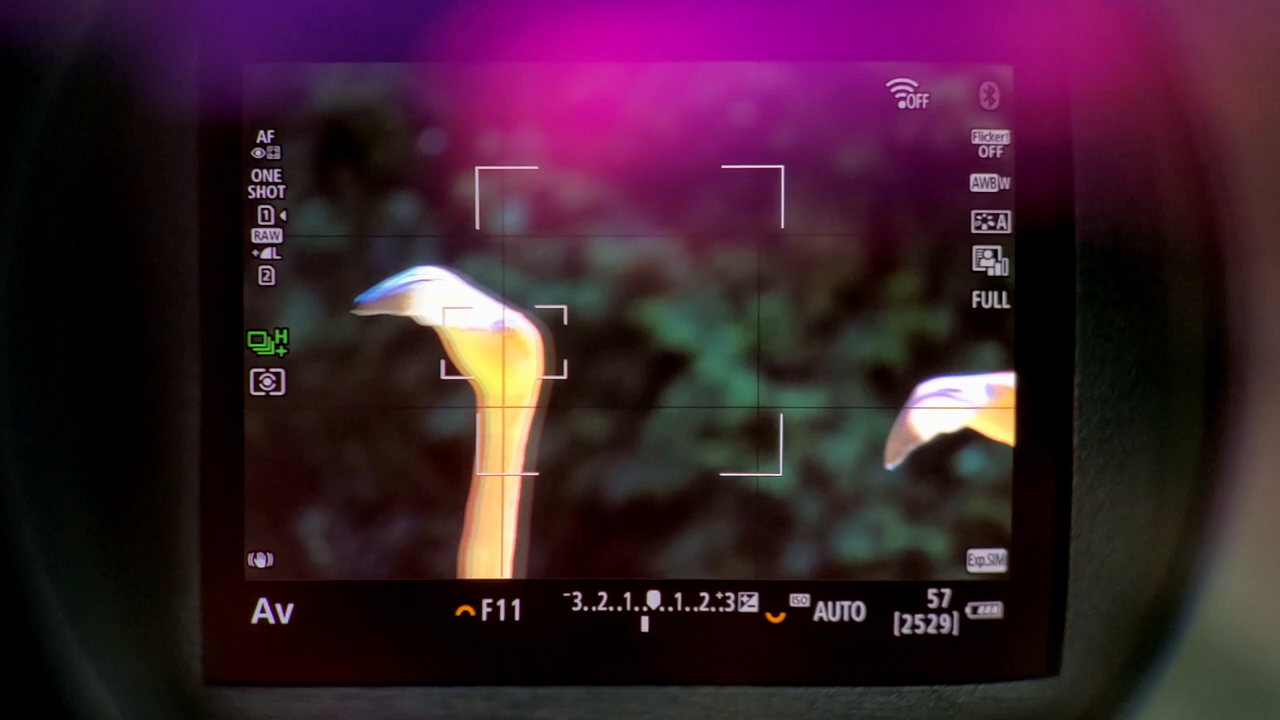 OFF
AF
Flicker!
OFF
ONE
SHOT
AWBW
1
A
RAW
+L
2
FULL
H+
Exp.SIM
Av
F11
-3..2..1....1..2.+3
ISO
AUTO
57
[2529]